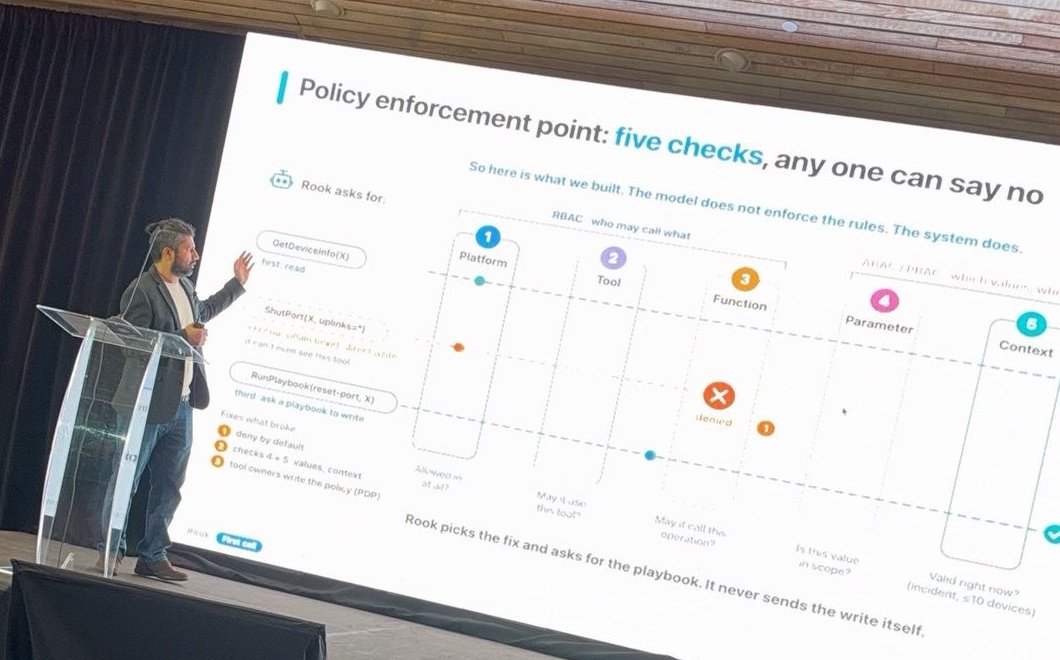 Policy enforcement point: five checks, any one can say no
So here is what we built. The model does not enforce the rules. The system does.
Rook asks for.
RBAC who may call what
ABAC / PBAC which values, whe
1
Platform
2
Tool
3
Function
4
Parameter
5
Context
GetDeviceInfo(X)
first read
ShutPort(X, uplinks=*)
it can't even see this tool
RunPlaybook(reset-port, X)
third ask a playbook to write
denied
1
Fixes what broke
1 deny by default
2 checks 4 + 5 values, context
3 tool owners write the policy (PDP)
Allowed in
at all?
May it use
this tool?
May it call this
operation?
Is this value
in scope?
Valid right now?
(incident, ≤10 devices)
Rook picks the fix and asks for the playbook. It never sends the write itself.
Rook First call